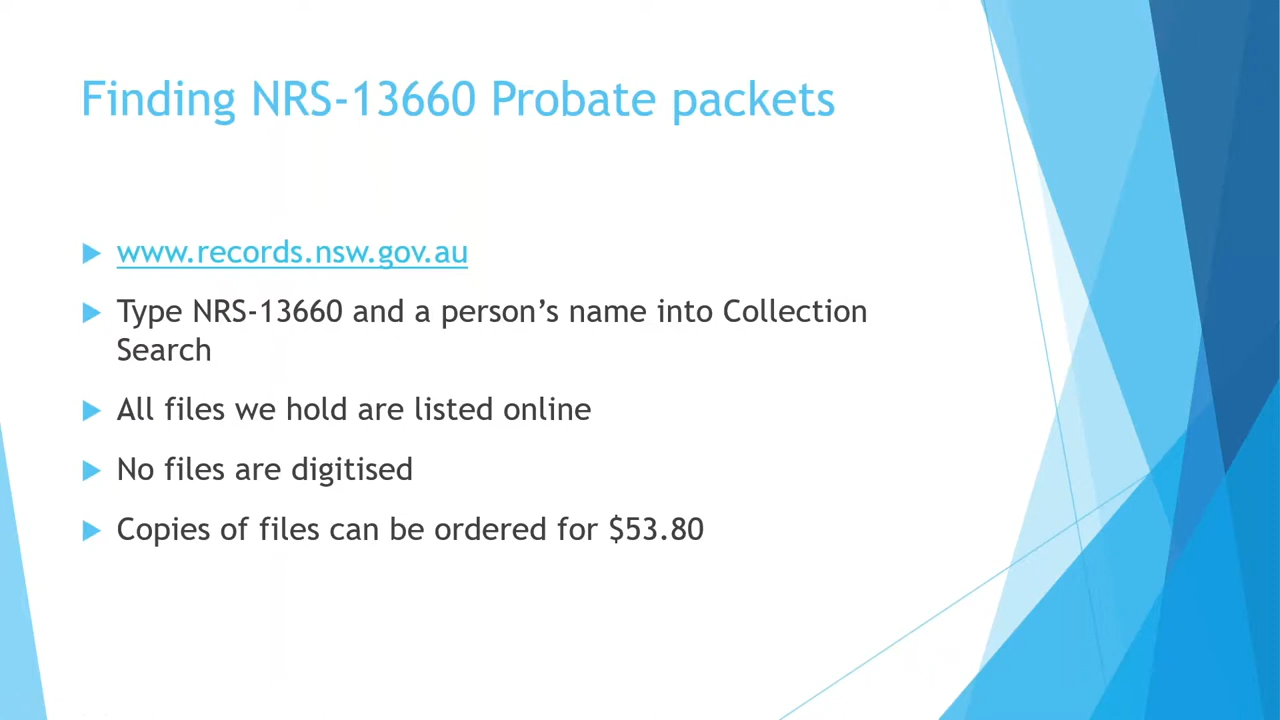 Finding NRS-13660 Probate packets
www.records.nsw.gov.au
Type NRS-13660 and a person’s name into Collection
Search
All files we hold are listed online
No files are digitised
Copies of files can be ordered for $53.80